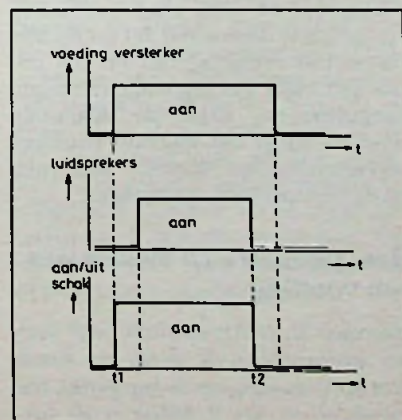 voeding versterker
aan
t
luidsprekers
aan
t
aan/uit
schak
aan
t1
t2
t